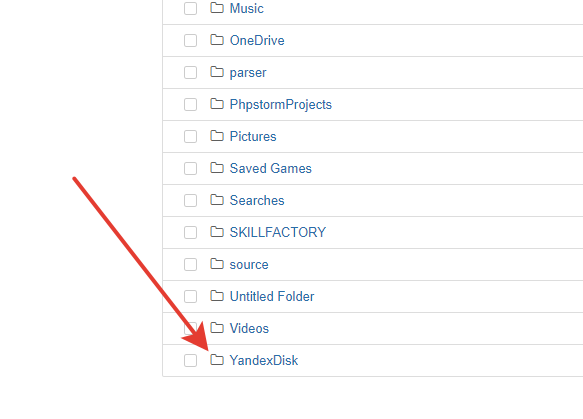 Music
OneDrive
parser
PhpstormProjects
Pictures
Saved Games
Searches
SKILLFACTORY
source
Untitled Folder
Videos
YandexDisk